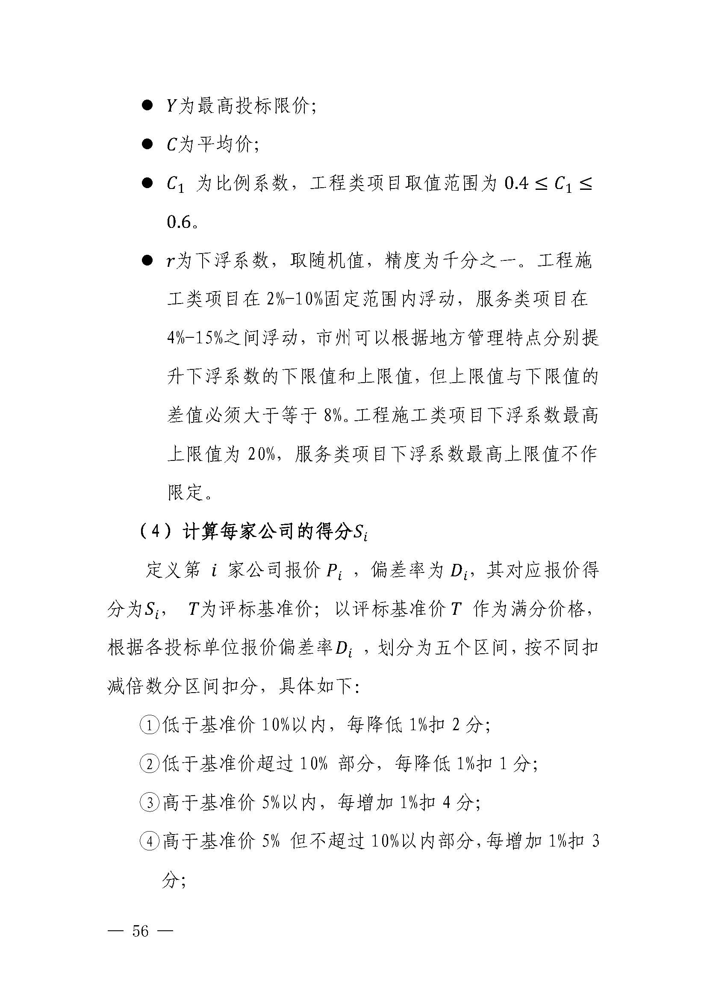 ● Y为最高投标限价；
● C为平均价；
● C₁ 为比例系数，工程类项目取值范围为 0.4 ≤ C₁ ≤
0.6。
● r为下浮系数，取随机值，精度为千分之一。工程施
工类项目在 2%-10%固定范围内浮动，服务类项目在
4%-15%之间浮动，市州可以根据地方管理特点分别提
升下浮系数的下限值和上限值，但上限值与下限值的
差值必须大于等于 8%。工程施工类项目下浮系数最高
上限值为 20%，服务类项目下浮系数最高上限值不作
限定。
（4）计算每家公司的得分Sᵢ
定义第 i 家公司报价 Pᵢ ，偏差率为 Dᵢ，其对应报价得
分为Sᵢ， T为评标基准价；以评标基准价 T 作为满分价格，
根据各投标单位报价偏差率Dᵢ ，划分为五个区间，按不同扣
减倍数分区间扣分，具体如下：
①低于基准价 10%以内，每降低 1%扣 2 分；
②低于基准价超过 10% 部分，每降低 1%扣 1 分；
③高于基准价 5%以内，每增加 1%扣 4 分；
④高于基准价 5% 但不超过 10%以内部分，每增加 1%扣 3
分；
— 56 —